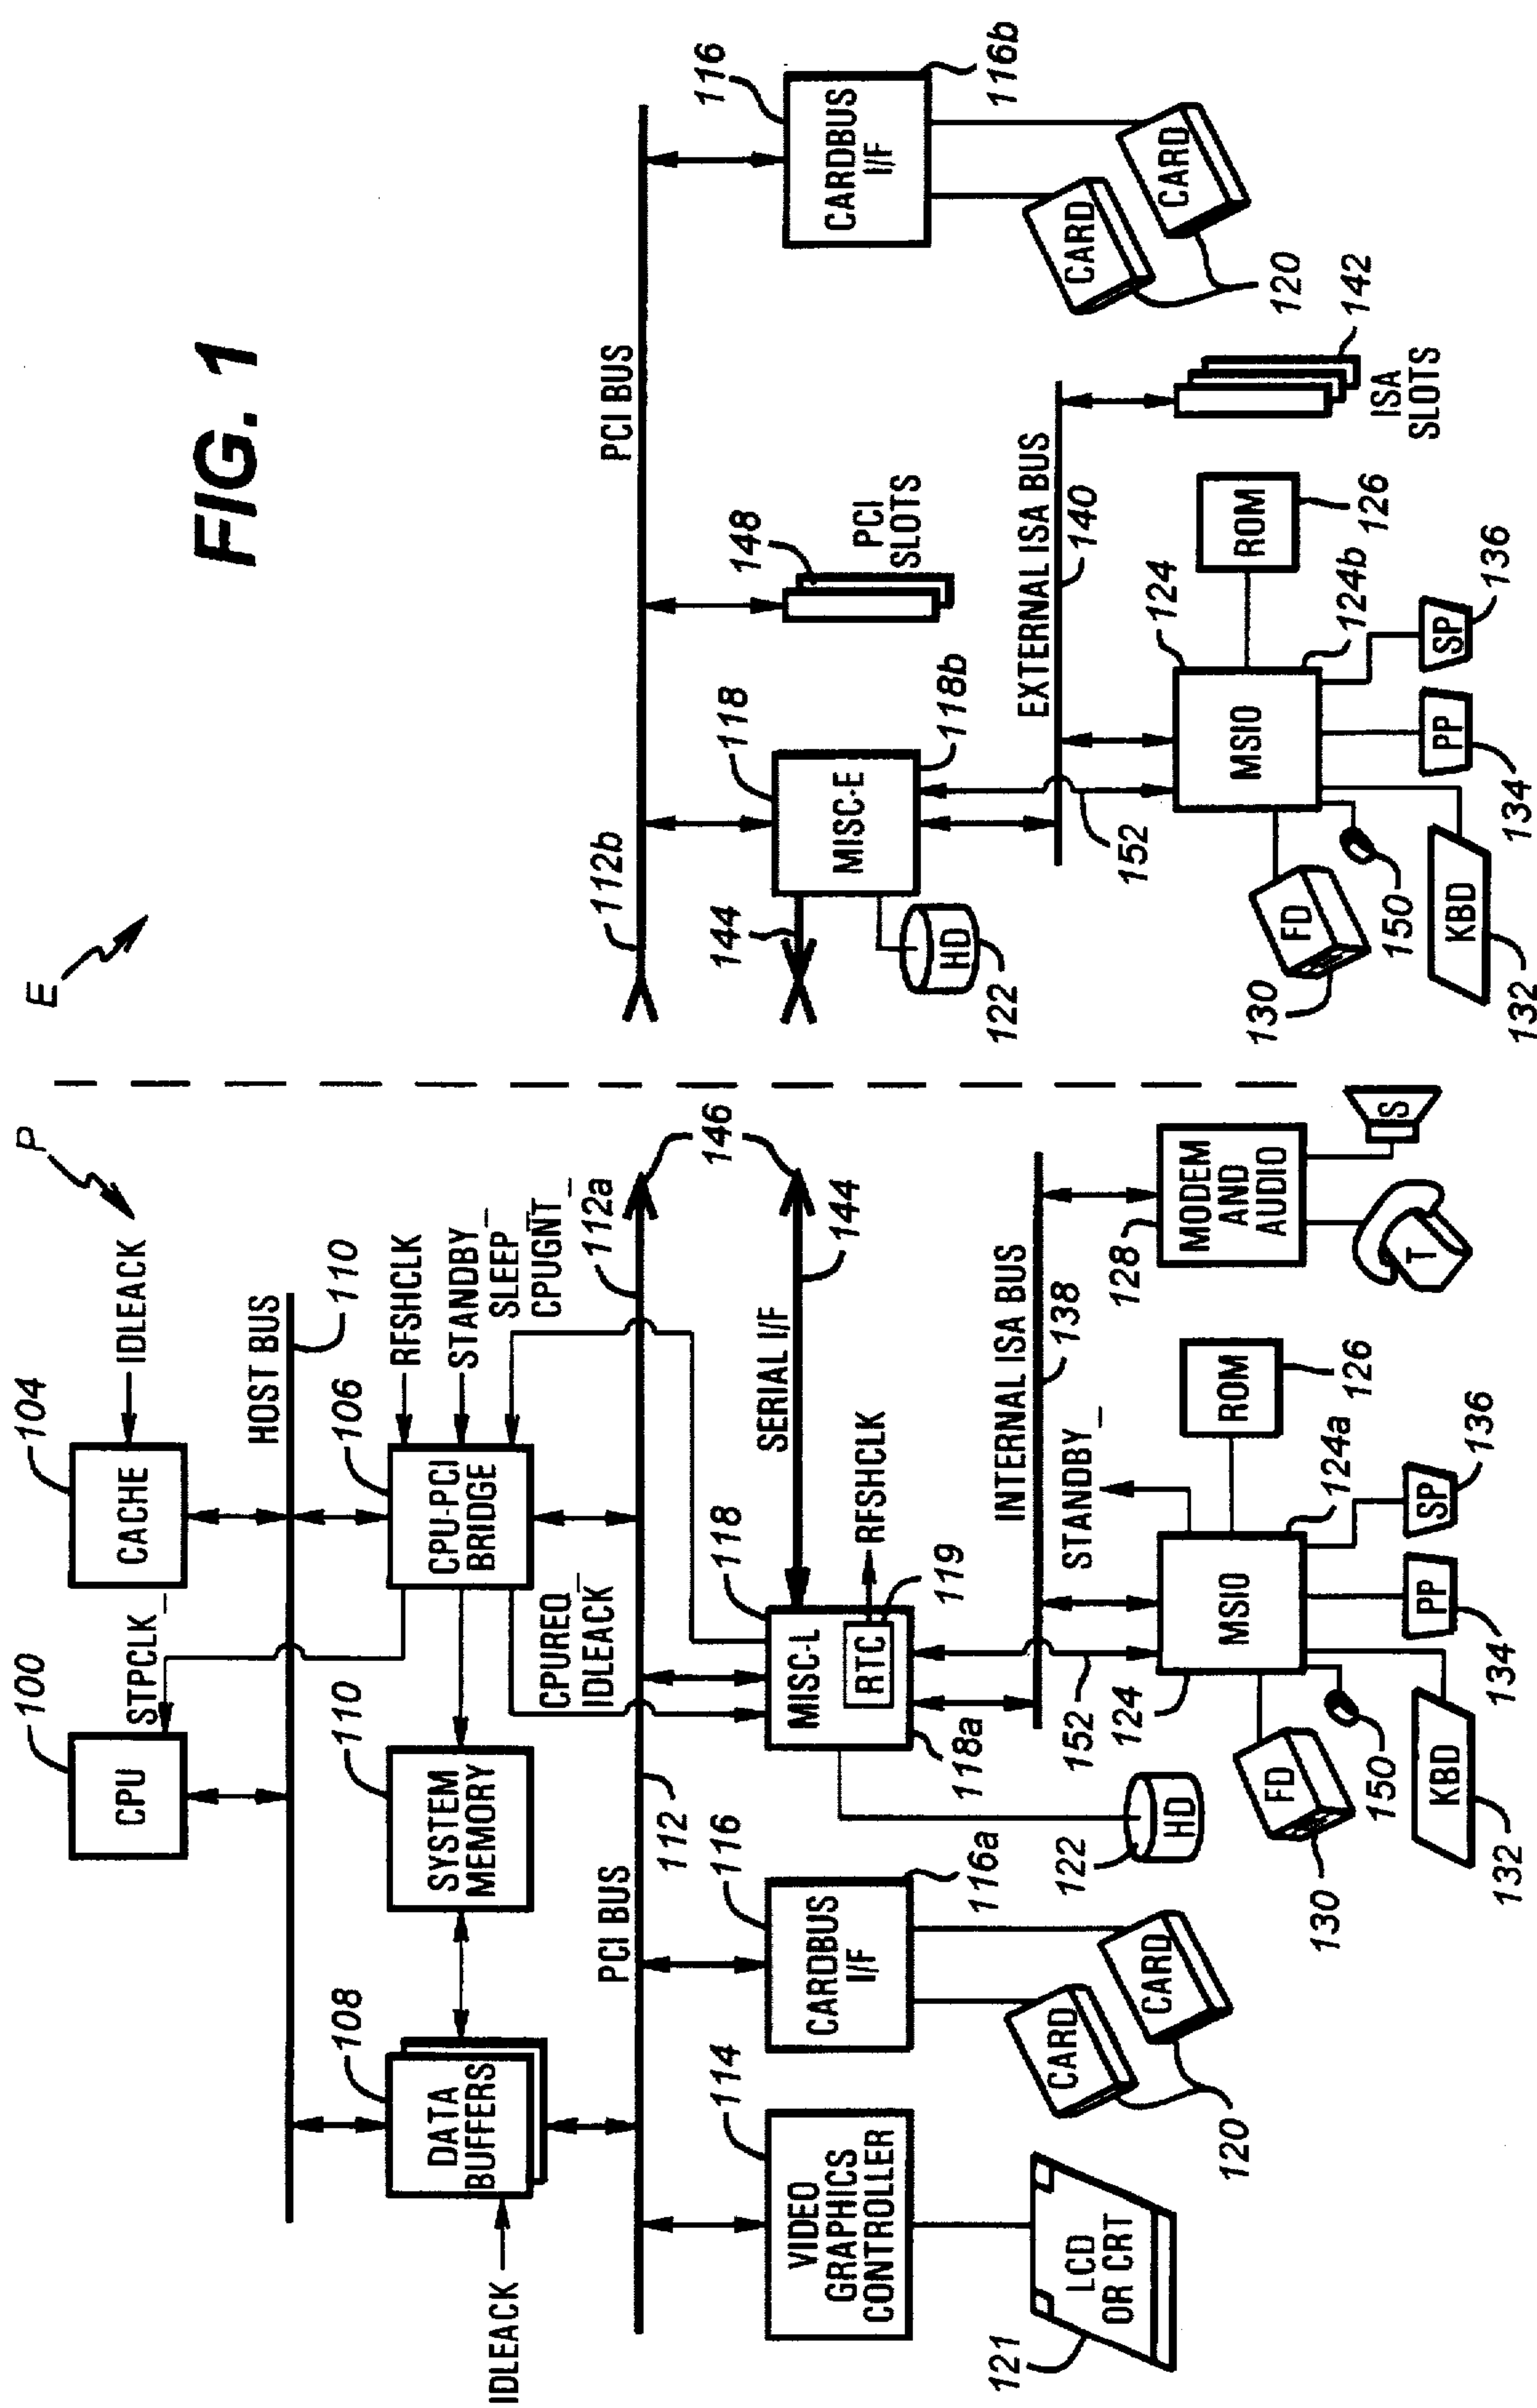 FIG. 1
P
E
100
CPU
STPCLK_
104
CACHE
IDLEACK
HOST BUS
110
108
DATA
BUFFERS
IDLEACK
110
SYSTEM
MEMORY
106
CPU-PCI
BRIDGE
RFSHCLK
STANDBY_
SLEEP_
CPUGNT_
CPUREQ_
IDLEACK
PCI BUS
112
112a
146
114
VIDEO
GRAPHICS
CONTROLLER
121
LCD
OR CRT
116
CARDBUS
I/F
116a
CARD
CARD
120
118
MISC-L
RTC
119
RFSHCLK
118a
SERIAL I/F
144
122
HD
INTERNAL ISA BUS
138
STANDBY_
152
124
MSIO
124a
ROM
126
128
MODEM
AND
AUDIO
T
S
FD
130
150
KBD
132
PP
134
SP
136
PCI BUS
112b
144
118
MISC-E
118b
HD
122
148
PCI
SLOTS
116
CARDBUS
I/F
116b
CARD
CARD
120
EXTERNAL ISA BUS
140
152
142
ISA
SLOTS
124
MSIO
124b
ROM
126
FD
130
150
KBD
132
PP
134
SP
136